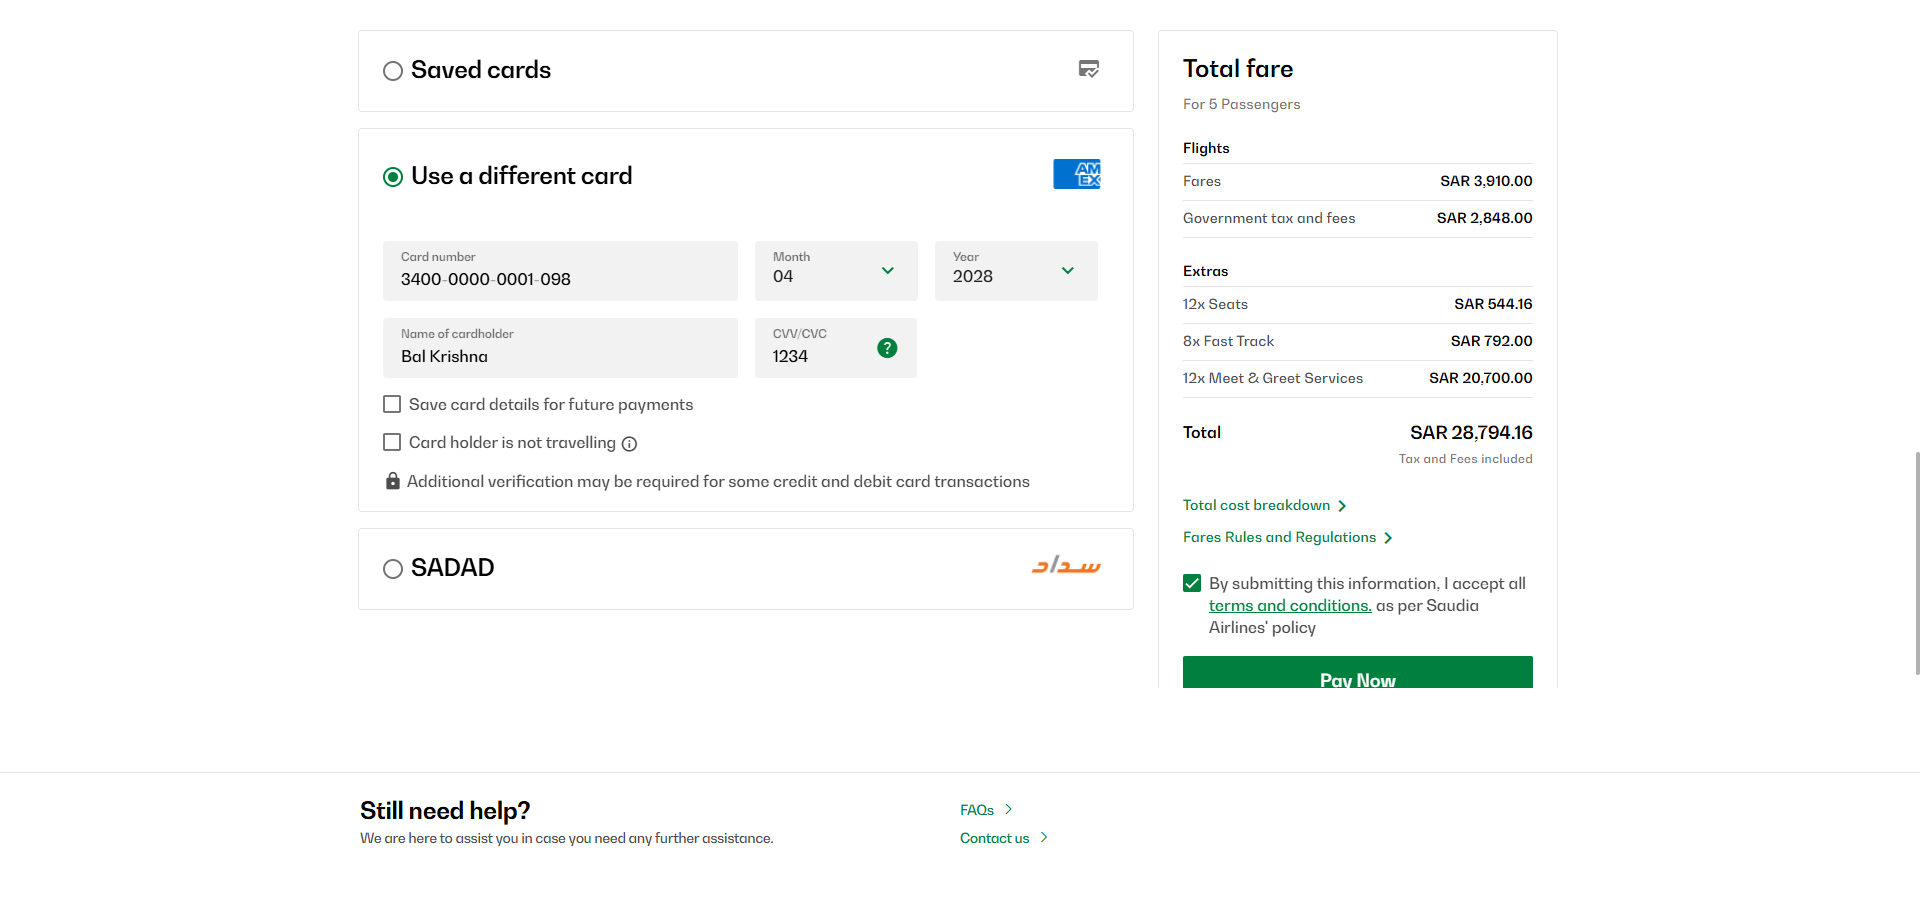 Saved cards
Use a different card
AM
EX
Card number
3400-0000-0001-098
Month
04
Year
2028
Name of cardholder
Bal Krishna
CVV/CVC
1234
?
Save card details for future payments
Card holder is not travelling
Additional verification may be required for some credit and debit card transactions
SADAD
سداد
Total fare
For 5 Passengers
Flights
Fares SAR 3,910.00
Government tax and fees SAR 2,848.00
Extras
12x Seats SAR 544.16
8x Fast Track SAR 792.00
12x Meet & Greet Services SAR 20,700.00
Total SAR 28,794.16
Tax and Fees included
Total cost breakdown
Fares Rules and Regulations
By submitting this information, I accept all
terms and conditions. as per Saudia
Airlines' policy
Pay Now
Still need help?
We are here to assist you in case you need any further assistance.
FAQs
Contact us